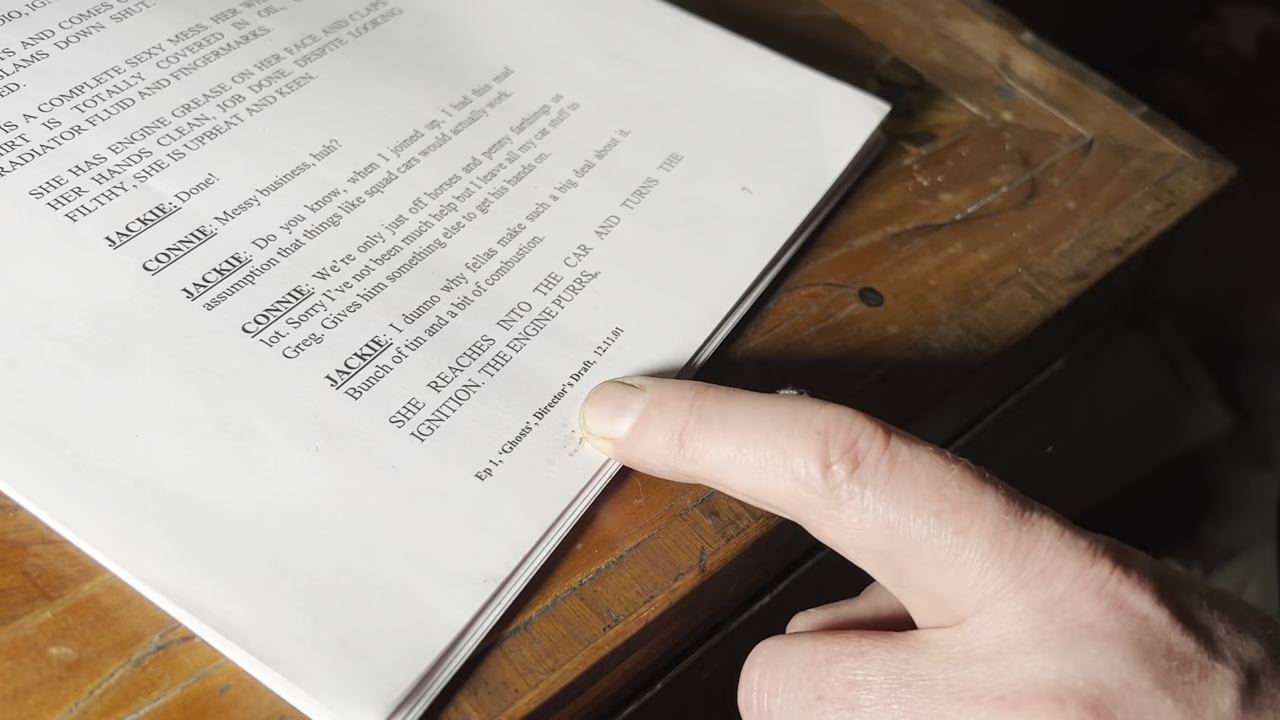 DIO, IG
TS AND COMES
SLAMS DOWN SHUT.
ED.
IS A COMPLETE SEXY MESS HER
IRT IS TOTALLY COVERED IN OIL,
RADIATOR FLUID AND FINGERMARKS.
SHE HAS ENGINE GREASE ON HER FACE AND CLAPS
HER HANDS CLEAN, JOB DONE. DESPITE LOOKING
FILTHY, SHE IS UPBEAT AND KEEN.
JACKIE: Done!
CONNIE: Messy business, huh?
JACKIE: Do you know, when I joined up, I had this mad
assumption that things like squad cars would actually work.
CONNIE: We're only just off horses and penny farthings us
lot. Sorry I've not been much help but I leave all my car stuff to
Greg. Gives him something else to get his hands on.
JACKIE: I dunno why fellas make such a big deal about it.
Bunch of tin and a bit of combustion.
SHE REACHES INTO THE CAR AND TURNS THE
IGNITION. THE ENGINE PURRS.
7
Ep 1, 'Ghosts', Director's Draft, 12.11.01